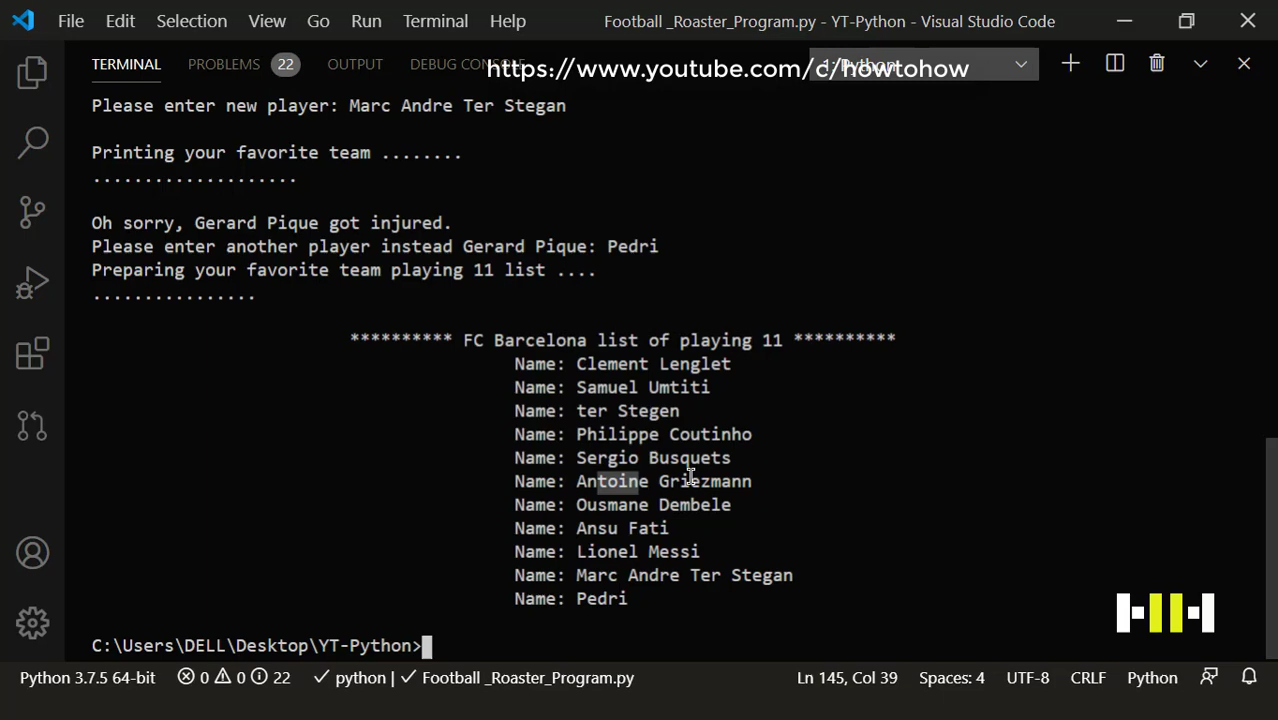 File Edit Selection View Go Run Terminal Help Football _Roaster_Program.py - YT-Python - Visual Studio Code
TERMINAL PROBLEMS 22 OUTPUT DEBUG CONSOLE 1: Python
https://www.youtube.com/c/howtohow
Please enter new player: Marc Andre Ter Stegan
Printing your favorite team ........
....................
Oh sorry, Gerard Pique got injured.
Please enter another player instead Gerard Pique: Pedri
Preparing your favorite team playing 11 list ....
................
********** FC Barcelona list of playing 11 **********
Name: Clement Lenglet
Name: Samuel Umtiti
Name: ter Stegen
Name: Philippe Coutinho
Name: Sergio Busquets
Name: Antoine Griezmann
Name: Ousmane Dembele
Name: Ansu Fati
Name: Lionel Messi
Name: Marc Andre Ter Stegan
Name: Pedri
C:\Users\DELL\Desktop\YT-Python>
Python 3.7.5 64-bit 0 0 22 python | Football _Roaster_Program.py Ln 145, Col 39 Spaces: 4 UTF-8 CRLF Python